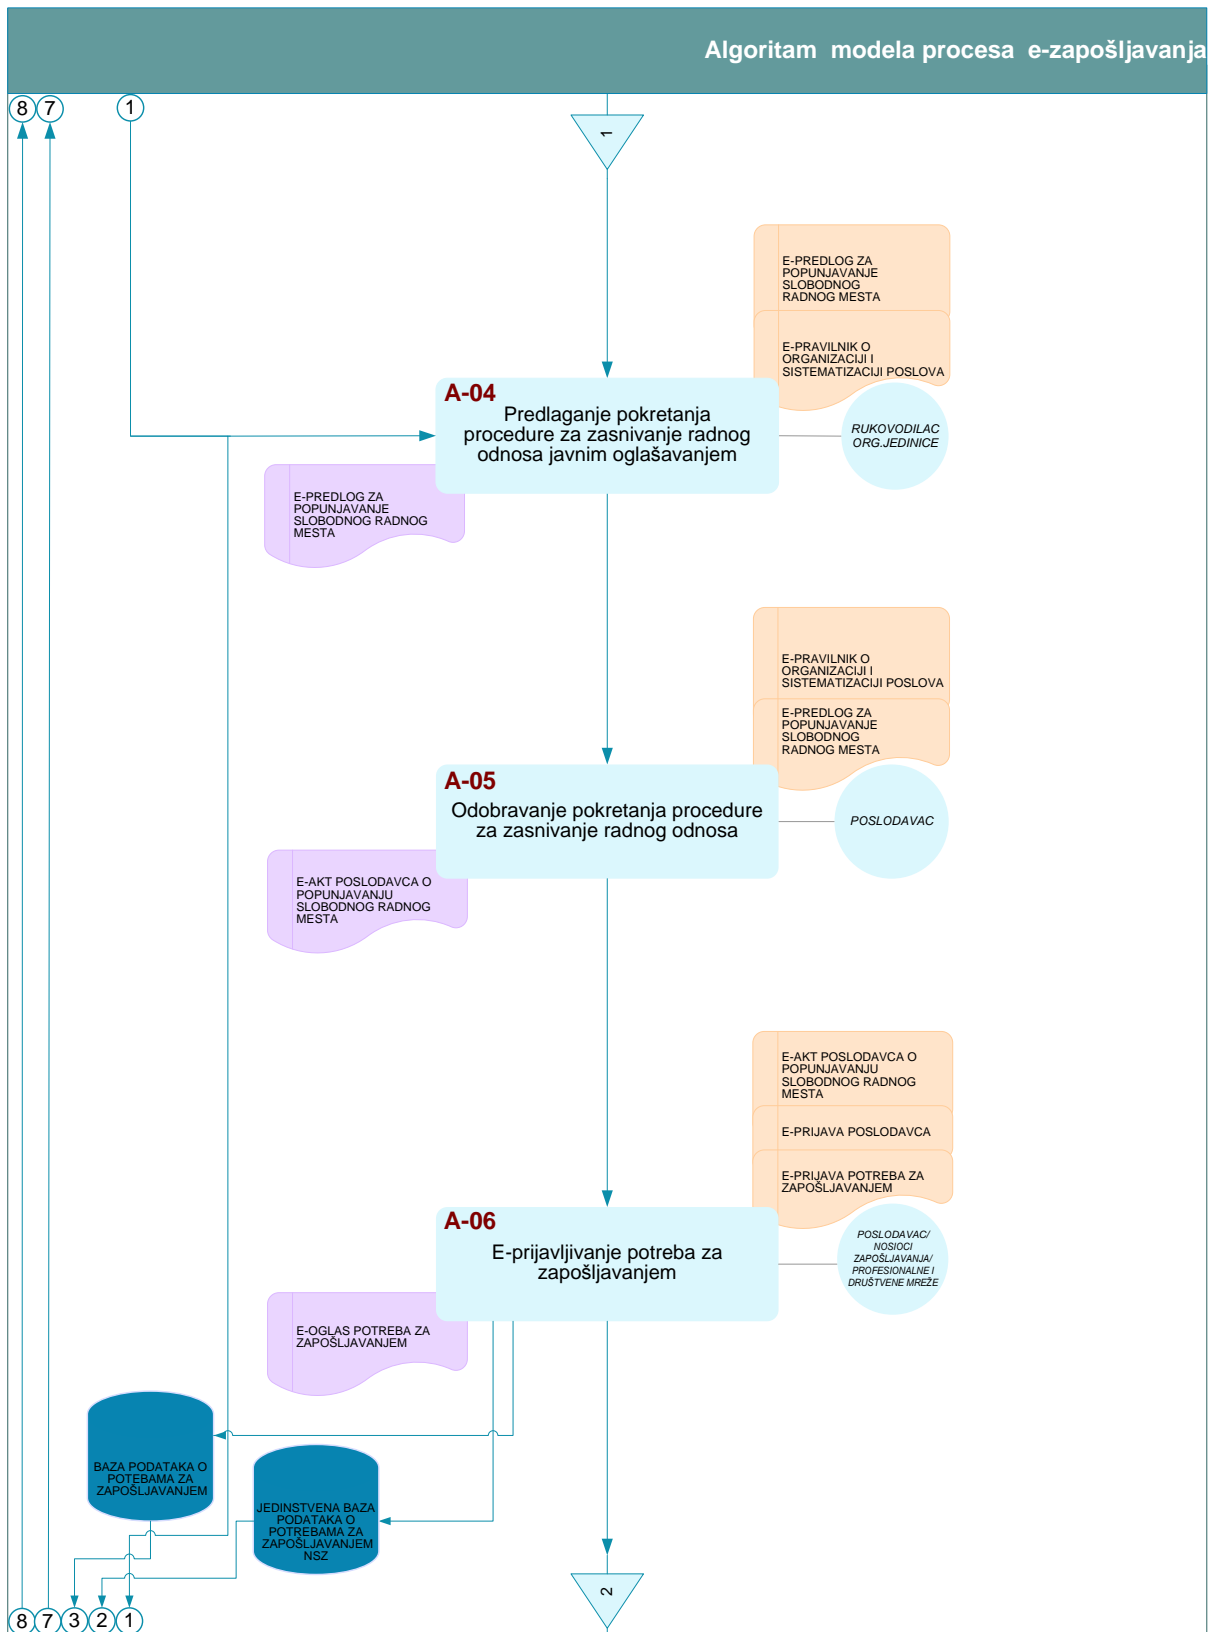 Algoritam modela procesa e-zapošljavanja
8 7 1
1
E-PREDLOG ZA
POPUNJAVANJE
SLOBODNOG
RADNOG MESTA
E-PRAVILNIK O
ORGANIZACIJI I
SISTEMATIZACIJI POSLOVA
A-04
Predlaganje pokretanja
procedure za zasnivanje radnog
odnosa javnim oglašavanjem
RUKOVODILAC
ORG.JEDINICE
E-PREDLOG ZA
POPUNJAVANJE
SLOBODNOG RADNOG
MESTA
E-PRAVILNIK O
ORGANIZACIJI I
SISTEMATIZACIJI POSLOVA
E-PREDLOG ZA
POPUNJAVANJE
SLOBODNOG
RADNOG MESTA
A-05
Odobravanje pokretanja procedure
za zasnivanje radnog odnosa
POSLODAVAC
E-AKT POSLODAVCA O
POPUNJAVANJU
SLOBODNOG RADNOG
MESTA
E-AKT POSLODAVCA O
POPUNJAVANJU
SLOBODNOG RADNOG
MESTA
E-PRIJAVA POSLODAVCA
E-PRIJAVA POTREBA ZA
ZAPOŠLJAVANJEM
A-06
E-prijavljivanje potreba za
zapošljavanjem
POSLODAVAC/
NOSIOCI
ZAPOŠLJAVANJA/
PROFESIONALNE I
DRUŠTVENE MREŽE
E-OGLAS POTREBA ZA
ZAPOŠLJAVANJEM
BAZA PODATAKA O
POTEBAMA ZA
ZAPOŠLJAVANJEM
JEDINSTVENA BAZA
PODATAKA O
POTREBAMA ZA
ZAPOŠLJAVANJEM
NSZ
2
8 7 3 2 1